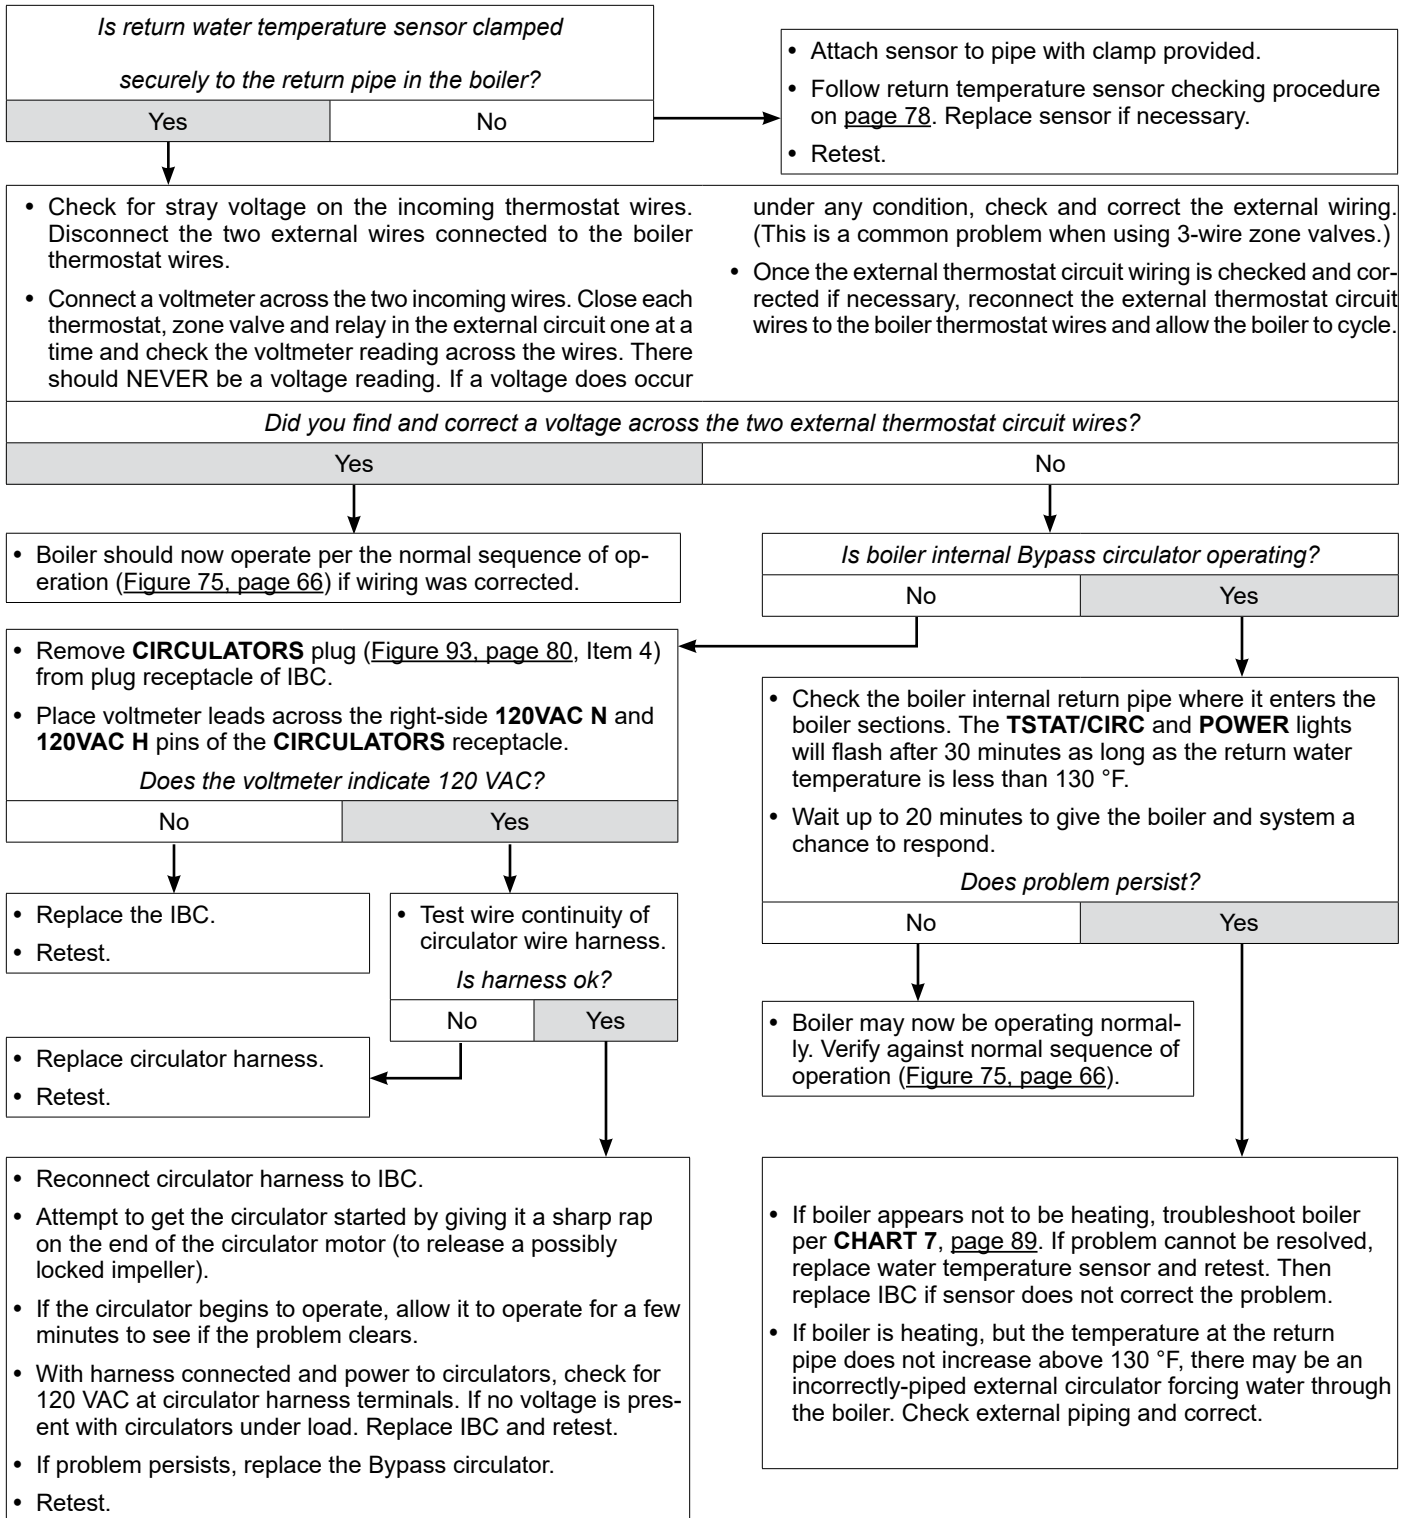 Is return water temperature sensor clamped
securely to the return pipe in the boiler?
Yes
No
• Attach sensor to pipe with clamp provided.
• Follow return temperature sensor checking procedure
on page 78. Replace sensor if necessary.
• Retest.
• Check for stray voltage on the incoming thermostat wires.
Disconnect the two external wires connected to the boiler
thermostat wires.
• Connect a voltmeter across the two incoming wires. Close each
thermostat, zone valve and relay in the external circuit one at a
time and check the voltmeter reading across the wires. There
should NEVER be a voltage reading. If a voltage does occur
under any condition, check and correct the external wiring.
(This is a common problem when using 3-wire zone valves.)
• Once the external thermostat circuit wiring is checked and cor-
rected if necessary, reconnect the external thermostat circuit
wires to the boiler thermostat wires and allow the boiler to cycle.
Did you find and correct a voltage across the two external thermostat circuit wires?
Yes
No
• Boiler should now operate per the normal sequence of op-
eration (Figure 75, page 66) if wiring was corrected.
Is boiler internal Bypass circulator operating?
No
Yes
• Remove CIRCULATORS plug (Figure 93, page 80, Item 4)
from plug receptacle of IBC.
• Place voltmeter leads across the right-side 120VAC N and
120VAC H pins of the CIRCULATORS receptacle.
Does the voltmeter indicate 120 VAC?
No
Yes
• Check the boiler internal return pipe where it enters the
boiler sections. The TSTAT/CIRC and POWER lights
will flash after 30 minutes as long as the return water
temperature is less than 130 °F.
• Wait up to 20 minutes to give the boiler and system a
chance to respond.
Does problem persist?
No
Yes
• Replace the IBC.
• Retest.
• Test wire continuity of
circulator wire harness.
Is harness ok?
No
Yes
• Replace circulator harness.
• Retest.
• Boiler may now be operating normal-
ly. Verify against normal sequence of
operation (Figure 75, page 66).
• Reconnect circulator harness to IBC.
• Attempt to get the circulator started by giving it a sharp rap
on the end of the circulator motor (to release a possibly
locked impeller).
• If the circulator begins to operate, allow it to operate for a few
minutes to see if the problem clears.
• With harness connected and power to circulators, check for
120 VAC at circulator harness terminals. If no voltage is pres-
ent with circulators under load. Replace IBC and retest.
• If problem persists, replace the Bypass circulator.
• Retest.
• If boiler appears not to be heating, troubleshoot boiler
per CHART 7, page 89. If problem cannot be resolved,
replace water temperature sensor and retest. Then
replace IBC if sensor does not correct the problem.
• If boiler is heating, but the temperature at the return
pipe does not increase above 130 °F, there may be an
incorrectly-piped external circulator forcing water through
the boiler. Check external piping and correct.